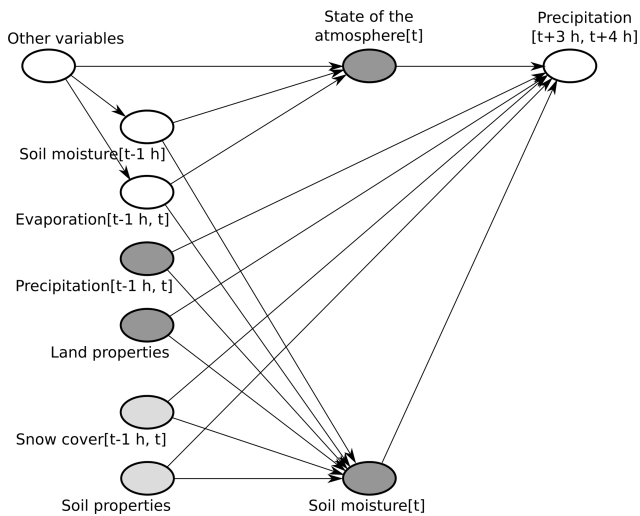 Other variables
State of the
atmosphere[t]
Precipitation
[t+3 h, t+4 h]
Soil moisture[t-1 h]
Evaporation[t-1 h, t]
Precipitation[t-1 h, t]
Land properties
Snow cover[t-1 h, t]
Soil properties
Soil moisture[t]